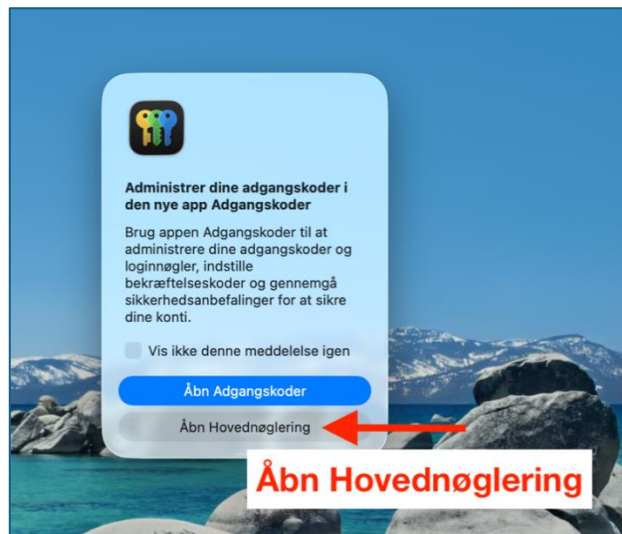 Administrer dine adgangskoder i
den nye app Adgangskoder
Brug appen Adgangskoder til at
administrere dine adgangskoder og
loginnøgler, indstille
bekræftelseskoder og gennemgå
sikkerhedsanbefalinger for at sikre
dine konti.
Vis ikke denne meddelelse igen
Åbn Adgangskoder
Åbn Hovednøglering
Åbn Hovednøglering